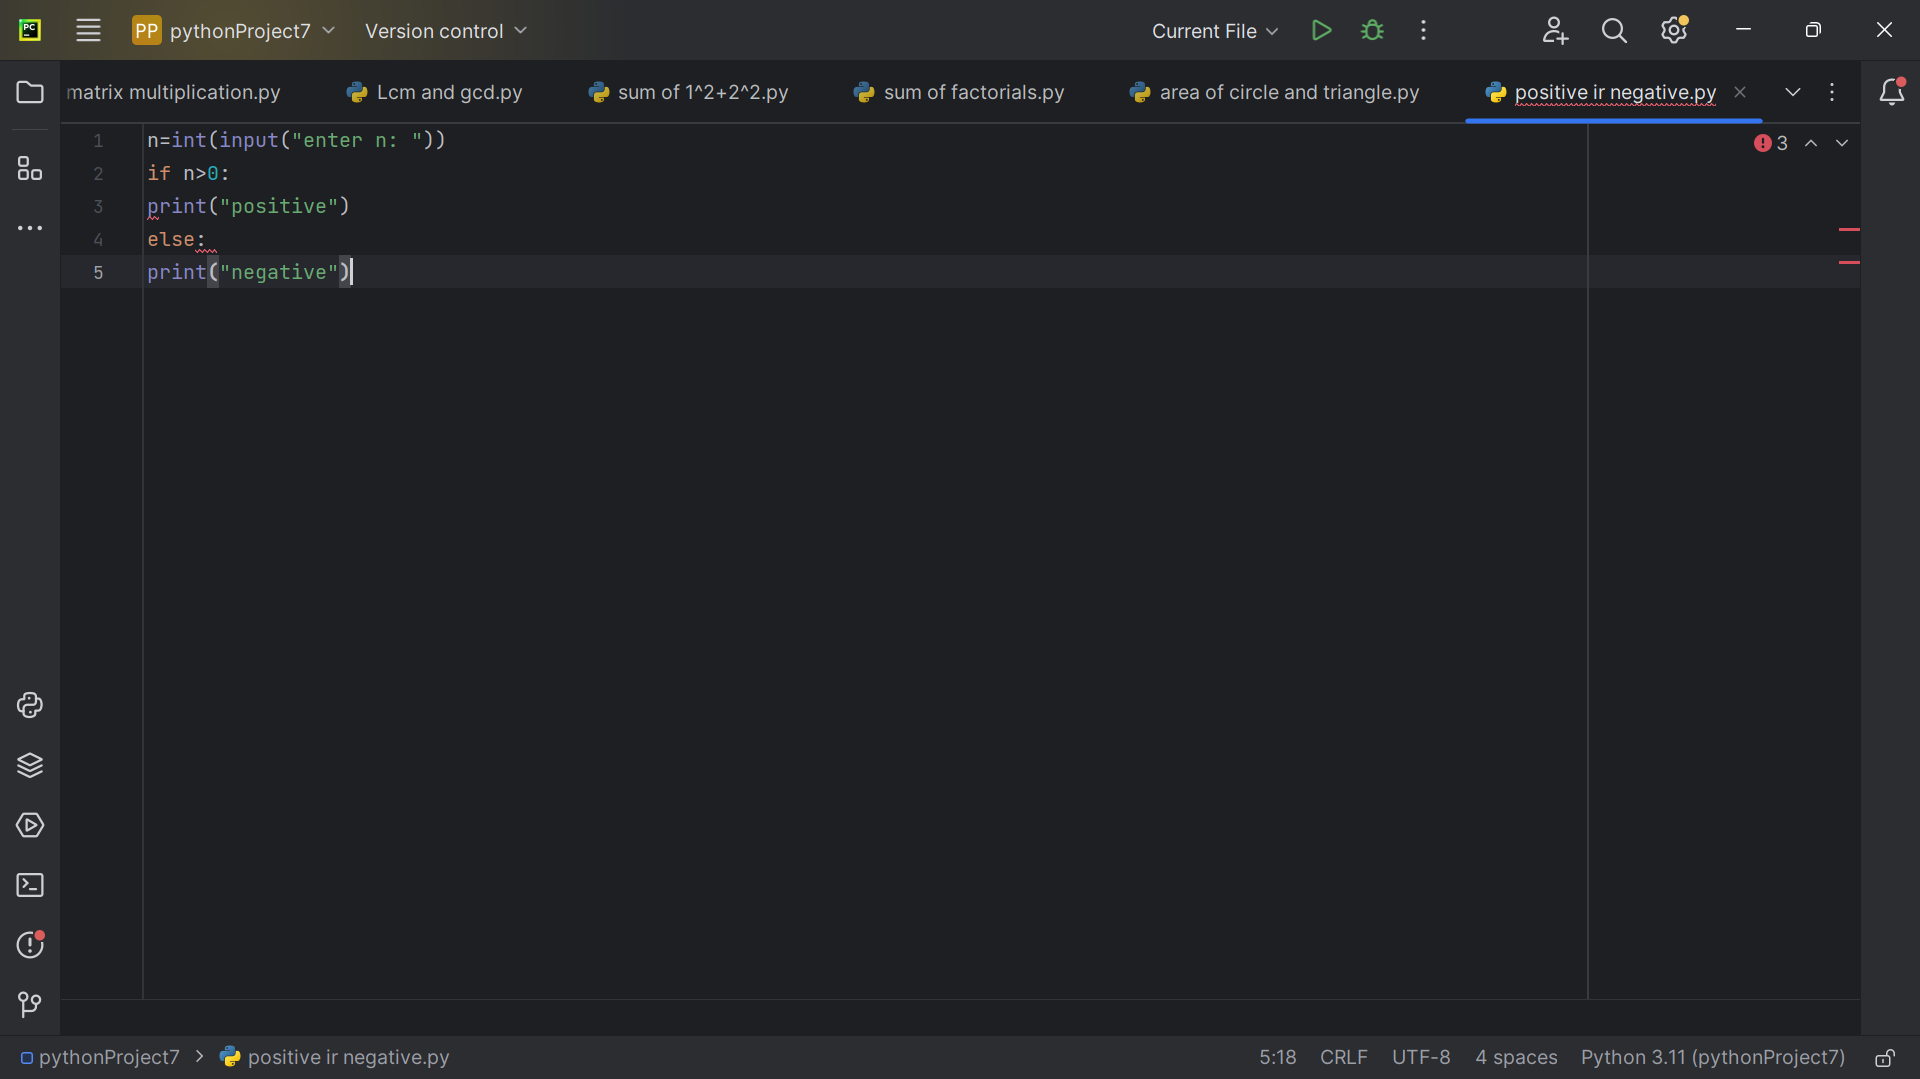 PC
PP pythonProject7 Version control Current File
matrix multiplication.py Lcm and gcd.py sum of 1^2+2^2.py sum of factorials.py area of circle and triangle.py positive ir negative.py
1 n=int(input("enter n: ")) 3
2 if n>0:
3 print("positive")
4 else:
5 print("negative")
pythonProject7 > positive ir negative.py 5:18 CRLF UTF-8 4 spaces Python 3.11 (pythonProject7)